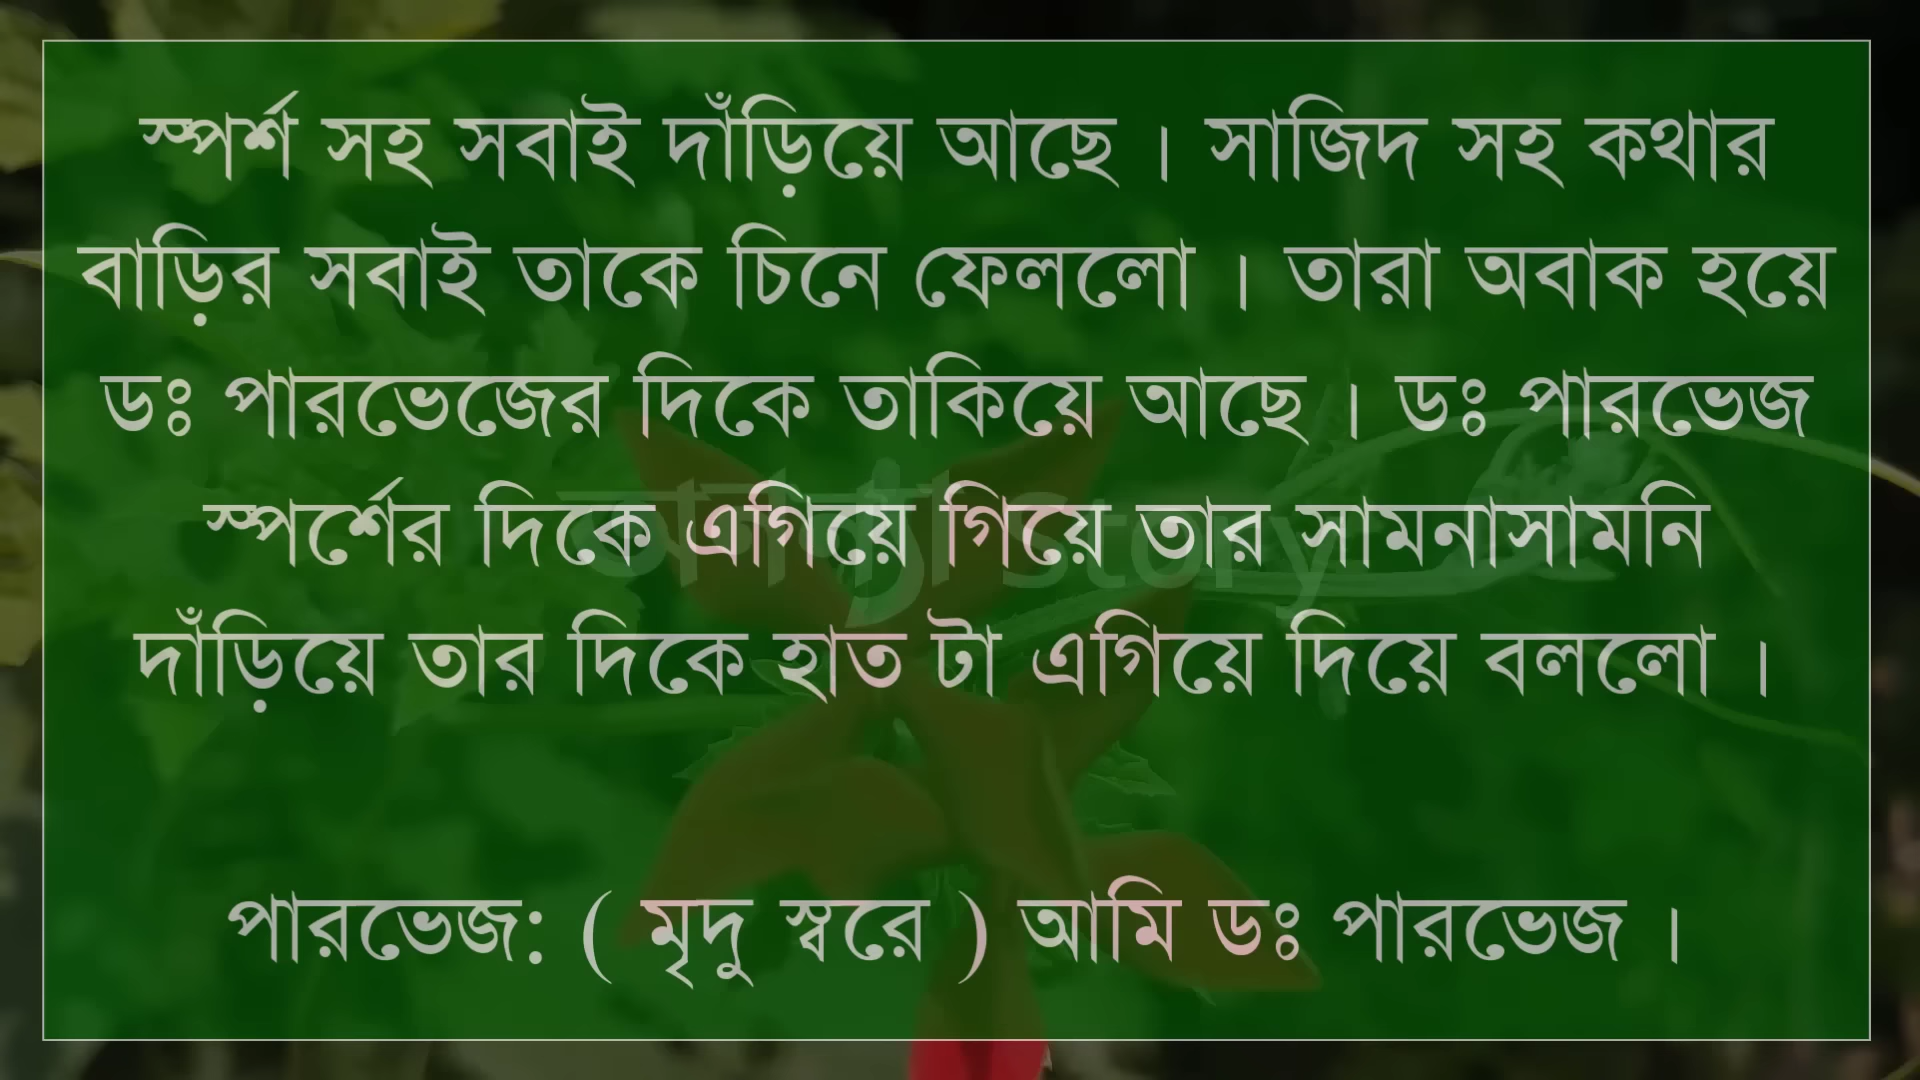 স্পর্শ সহ সবাই দাঁড়িয়ে আছে । সাজিদ সহ কথার
বাড়ির সবাই তাকে চিনে ফেললো । তারা অবাক হয়ে
ডঃ পারভেজের দিকে তাকিয়ে আছে । ডঃ পারভেজ
স্পর্শের দিকে এগিয়ে গিয়ে তার সামনাসামনি
দাঁড়িয়ে তার দিকে হাত টা এগিয়ে দিয়ে বললো ।
পারভেজ: ( মৃদু স্বরে ) আমি ডঃ পারভেজ ।
Story